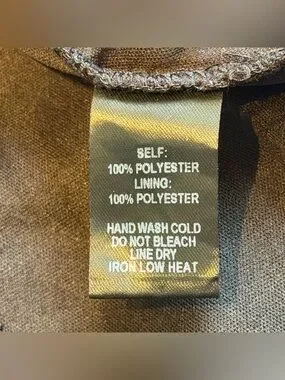 SELF:
100% POLYESTER
LINING:
100% POLYESTER
HAND WASH COLD
DO NOT BLEACH
LINE DRY
IRON LOW HEAT